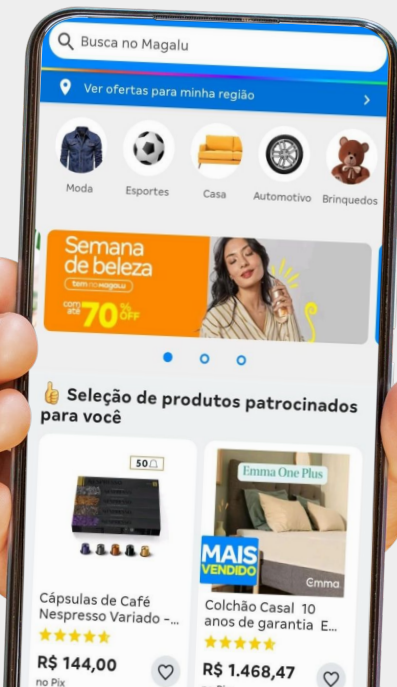 Busca no Magalu
Ver ofertas para minha região
Moda
Esportes
Casa
Automotivo
Brinquedos
Semana
de beleza
tem no magalu
com
até 70% OFF
👍 Seleção de produtos patrocinados
para você
50
Cápsulas de Café
Nespresso Variado -...
R$ 144,00
no Pix
Emma One Plus
MAIS
VENDIDO
Emma
Colchão Casal 10
anos de garantia E...
R$ 1.468,47